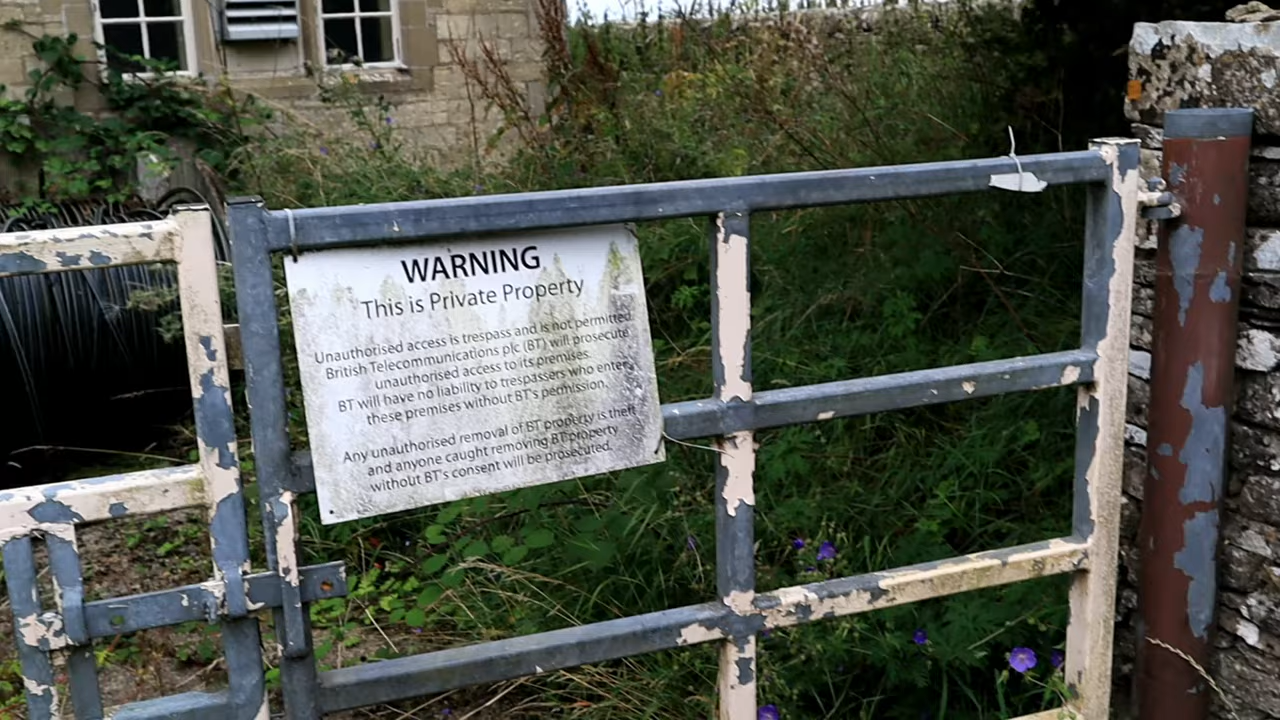 WARNING
This is Private Property
Unauthorised access is trespass and is not permitted.
British Telecommunications plc (BT) will prosecute
unauthorised access to its premises.
BT will have no liability to trespassers who enter
these premises without BT's permission.
Any unauthorised removal of BT property is theft
and anyone caught removing BT property
without BT's consent will be prosecuted.